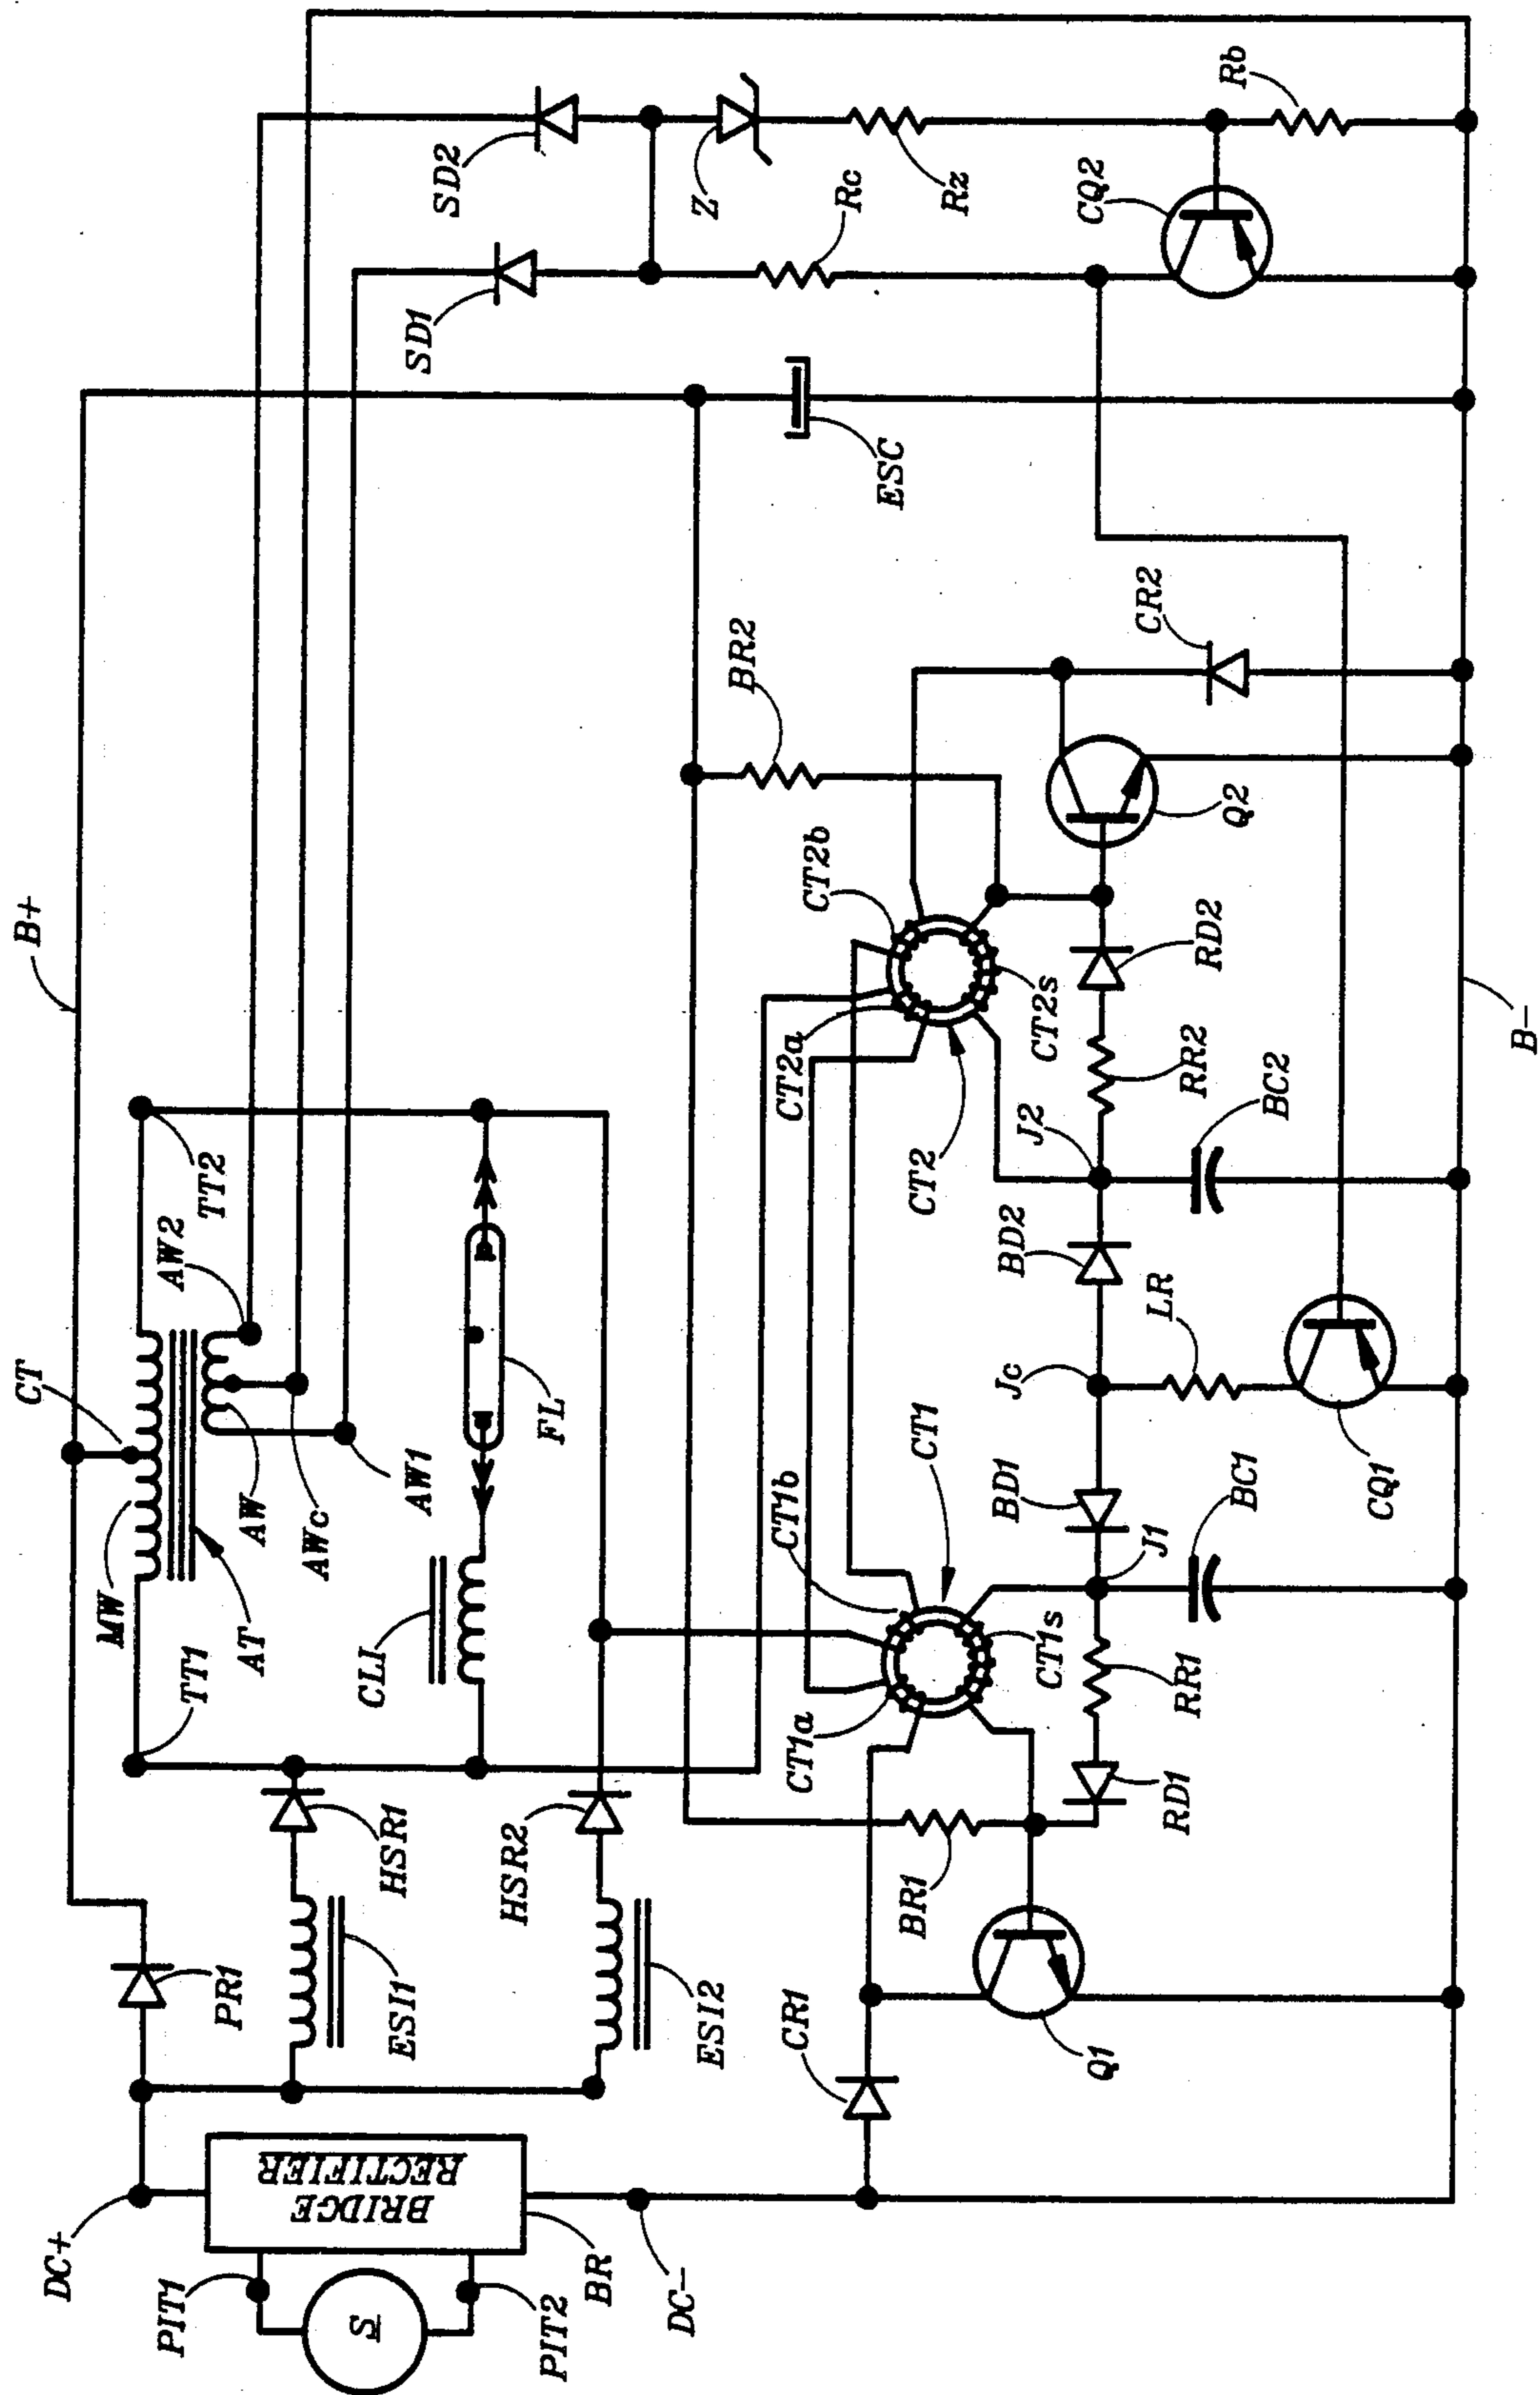 B+
DC+
PIT1
S
PIT2
BRIDGE
RECTIFIER
BR
DC-
PR1
ESI1
HSR1
ESI2
HSR2
TT1
MW
CT
AT
AW
AWc
AW1
AW2
TT2
CLI
FL
CR1
Q1
BR1
CT1a
CT1b
CT1
CT1s
RD1
RR1
J1
BC1
BD1
Jc
LR
CQ1
BD2
J2
BC2
CT2
CT2a
CT2b
CT2s
RR2
RD2
BR2
Q2
CR2
ESC
SD1
SD2
Z
Rc
Rz
CQ2
Rb
B-